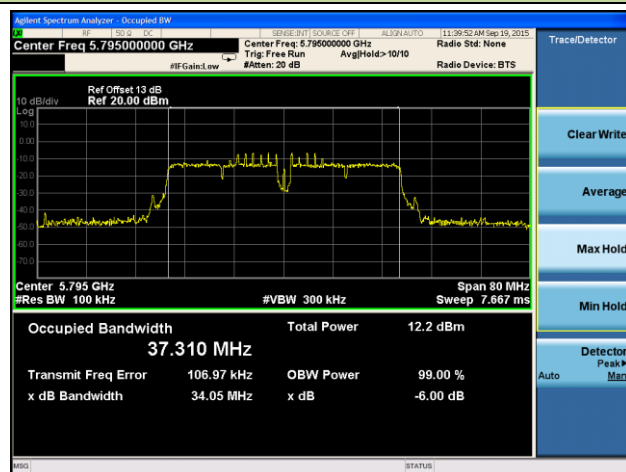 Agilent Spectrum Analyzer - Occupied BW
RF 50 Ω DC SENSE:INT SOURCE OFF ALIGN AUTO 11:39:52 AM Sep 19, 2015
Center Freq 5.795000000 GHz
Center Freq: 5.795000000 GHz
Radio Std: None
Trig: Free Run Avg|Hold:>10/10
#IFGain:Low #Atten: 20 dB Radio Device: BTS
Trace/Detector
Ref Offset 13 dB
10 dB/div Ref 20.00 dBm
Log
10.0
0.00
-10.0
-20.0
-30.0
-40.0
-50.0
-60.0
-70.0
Center 5.795 GHz Span 80 MHz
#Res BW 100 kHz #VBW 300 kHz Sweep 7.667 ms
Occupied Bandwidth Total Power 12.2 dBm
37.310 MHz
Transmit Freq Error 106.97 kHz OBW Power 99.00 %
x dB Bandwidth 34.05 MHz x dB -6.00 dB
Clear Write
Average
Max Hold
Min Hold
Detector
Peak▶
Auto Man
MSG STATUS